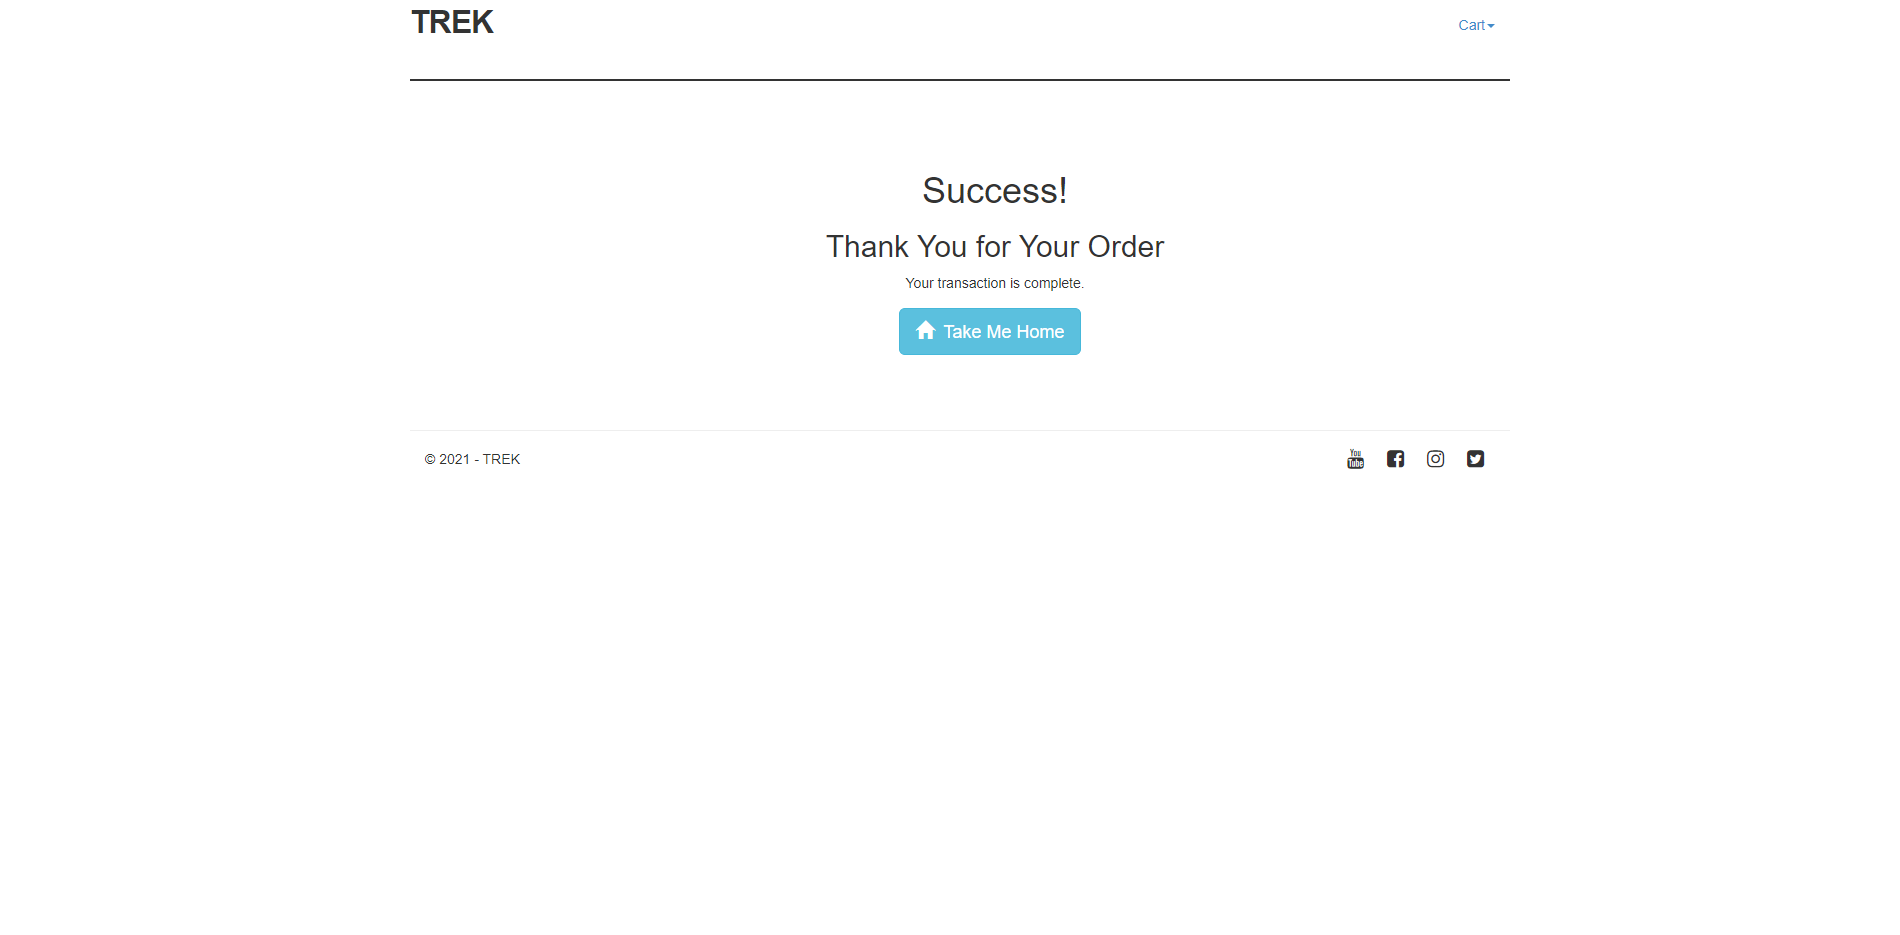 TREK
Cart
Success!
Thank You for Your Order
Your transaction is complete.
Take Me Home
© 2021 - TREK
You
Tube